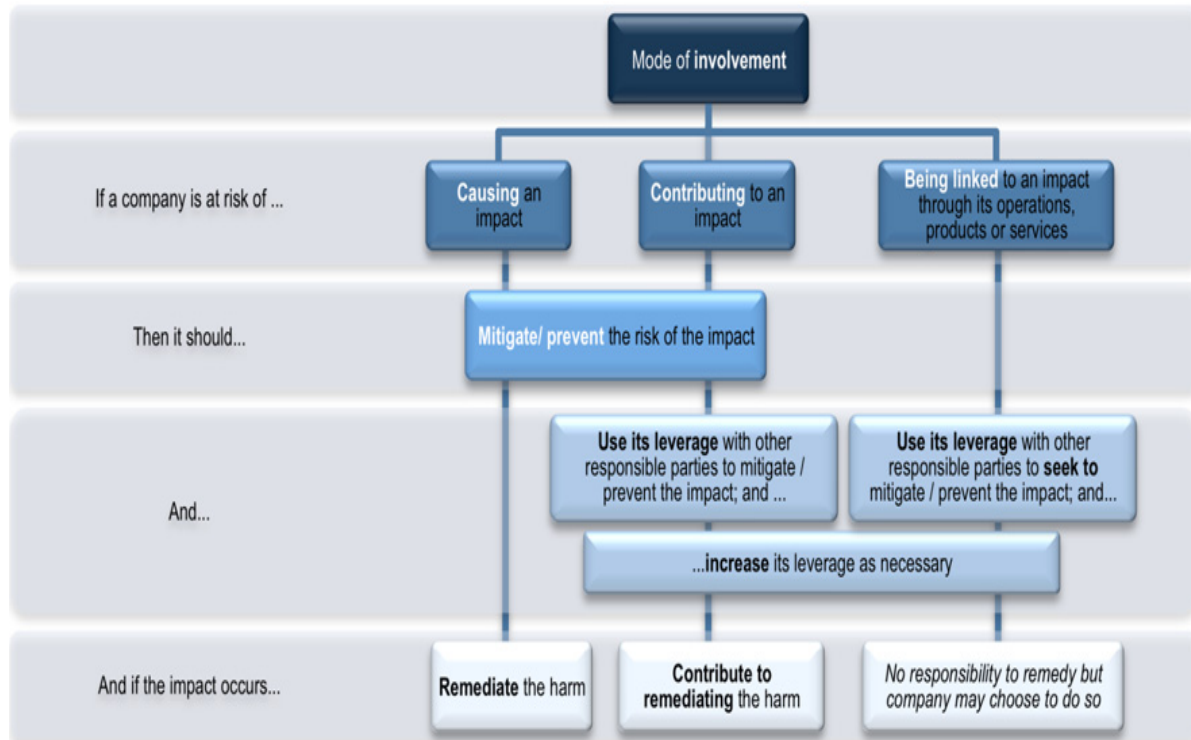 Mode of involvement
If a company is at risk of ...
Causing an
impact
Contributing to an
impact
Being linked to an impact
through its operations,
products or services
Then it should...
Mitigate/ prevent the risk of the impact
And...
Use its leverage with other
responsible parties to mitigate /
prevent the impact; and ...
Use its leverage with other
responsible parties to seek to
mitigate / prevent the impact; and...
...increase its leverage as necessary
And if the impact occurs...
Remediate the harm
Contribute to
remediating the harm
No responsibility to remedy but
company may choose to do so